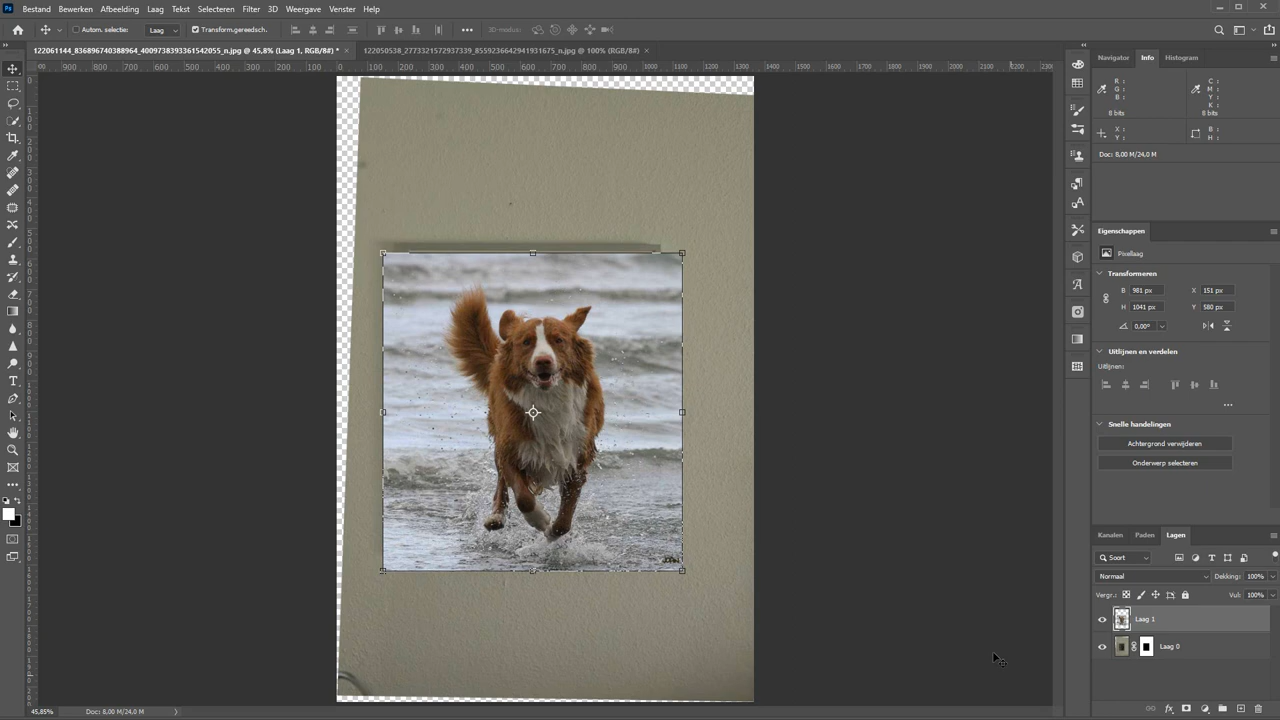 Bestand Bewerken Afbeelding Laag Tekst Selecteren Filter 3D Weergave Venster Help
Autom. selectie: Laag Transform.gereedsch. 3D-modus:
122061144_836896740388964_4009738393361542055_n.jpg @ 45,8% (Laag 1, RGB/8#) *
122050538_2773321572937339_8559236642941931675_n.jpg @ 100% (RGB/8#)
Navigator Info Histogram
R :
G :
B :
8 bits
C :
M :
Y :
K :
8 bits
X :
Y :
B :
H :
Doc: 8,00 M/24,0 M
Eigenschappen
Pixellaag
Transformeren
B 981 px X 151 px
H 1041 px Y 580 px
0,00°
Uitlijnen en verdelen
Uitlijnen:
Snelle handelingen
Achtergrond verwijderen
Onderwerp selecteren
Kanalen Paden Lagen
Soort
Normaal Dekking: 100%
Vergr.: Vul: 100%
Laag 1
Laag 0
45,85% Doc: 8,00 M/24,0 M